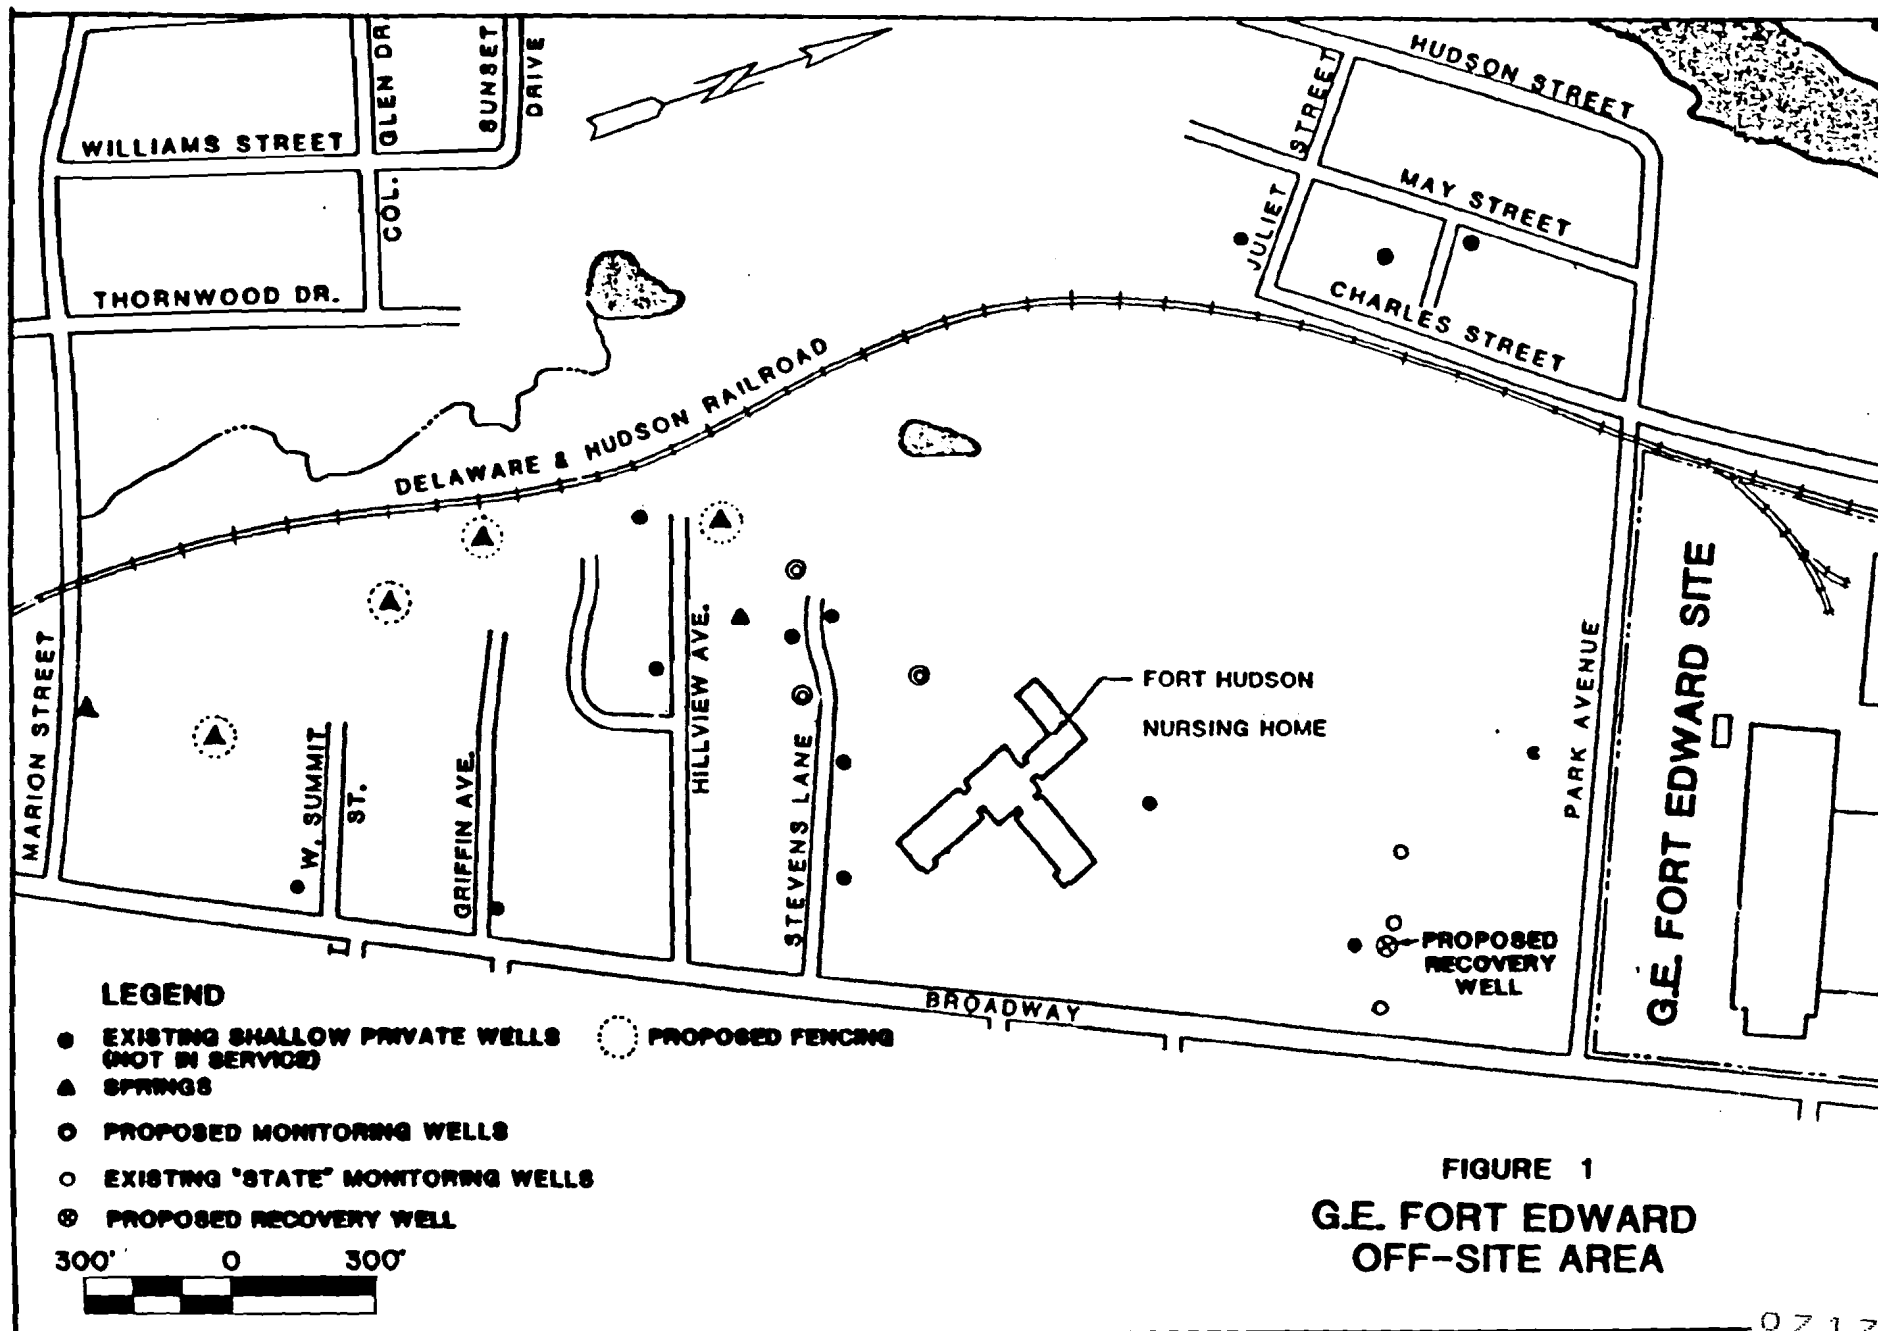 GLEN DR.
SUNSET
DRIVE
HUDSON STREET
WILLIAMS STREET
COL.
JULIET STREET
MAY STREET
THORNWOOD DR.
CHARLES STREET
DELAWARE & HUDSON RAILROAD
MARION STREET
W. SUMMIT
ST.
GRIFFIN AVE.
HILLVIEW AVE.
STEVENS LANE
FORT HUDSON
NURSING HOME
PARK AVENUE
G.E. FORT EDWARD SITE
PROPOSED
RECOVERY
WELL
BROADWAY
LEGEND
EXISTING SHALLOW PRIVATE WELLS
(NOT IN SERVICE)
PROPOSED FENCING
SPRINGS
PROPOSED MONITORING WELLS
EXISTING "STATE" MONITORING WELLS
PROPOSED RECOVERY WELL
300' 0 300'
FIGURE 1
G.E. FORT EDWARD
OFF-SITE AREA